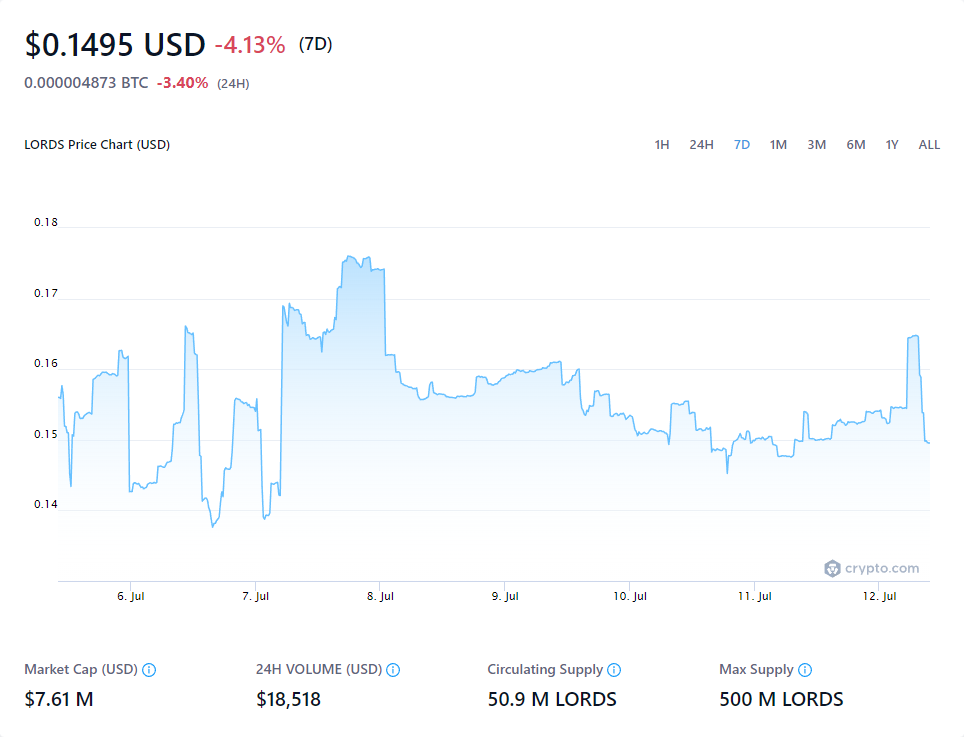 $0.1495 USD -4.13% (7D)
0.000004873 BTC -3.40% (24H)
LORDS Price Chart (USD) 1H 24H 7D 1M 3M 6M 1Y ALL
0.18
0.17
0.16
0.15
0.14
crypto.com
6. Jul 7. Jul 8. Jul 9. Jul 10. Jul 11. Jul 12. Jul
Market Cap (USD) 24H VOLUME (USD) Circulating Supply Max Supply
$7.61 M $18,518 50.9 M LORDS 500 M LORDS